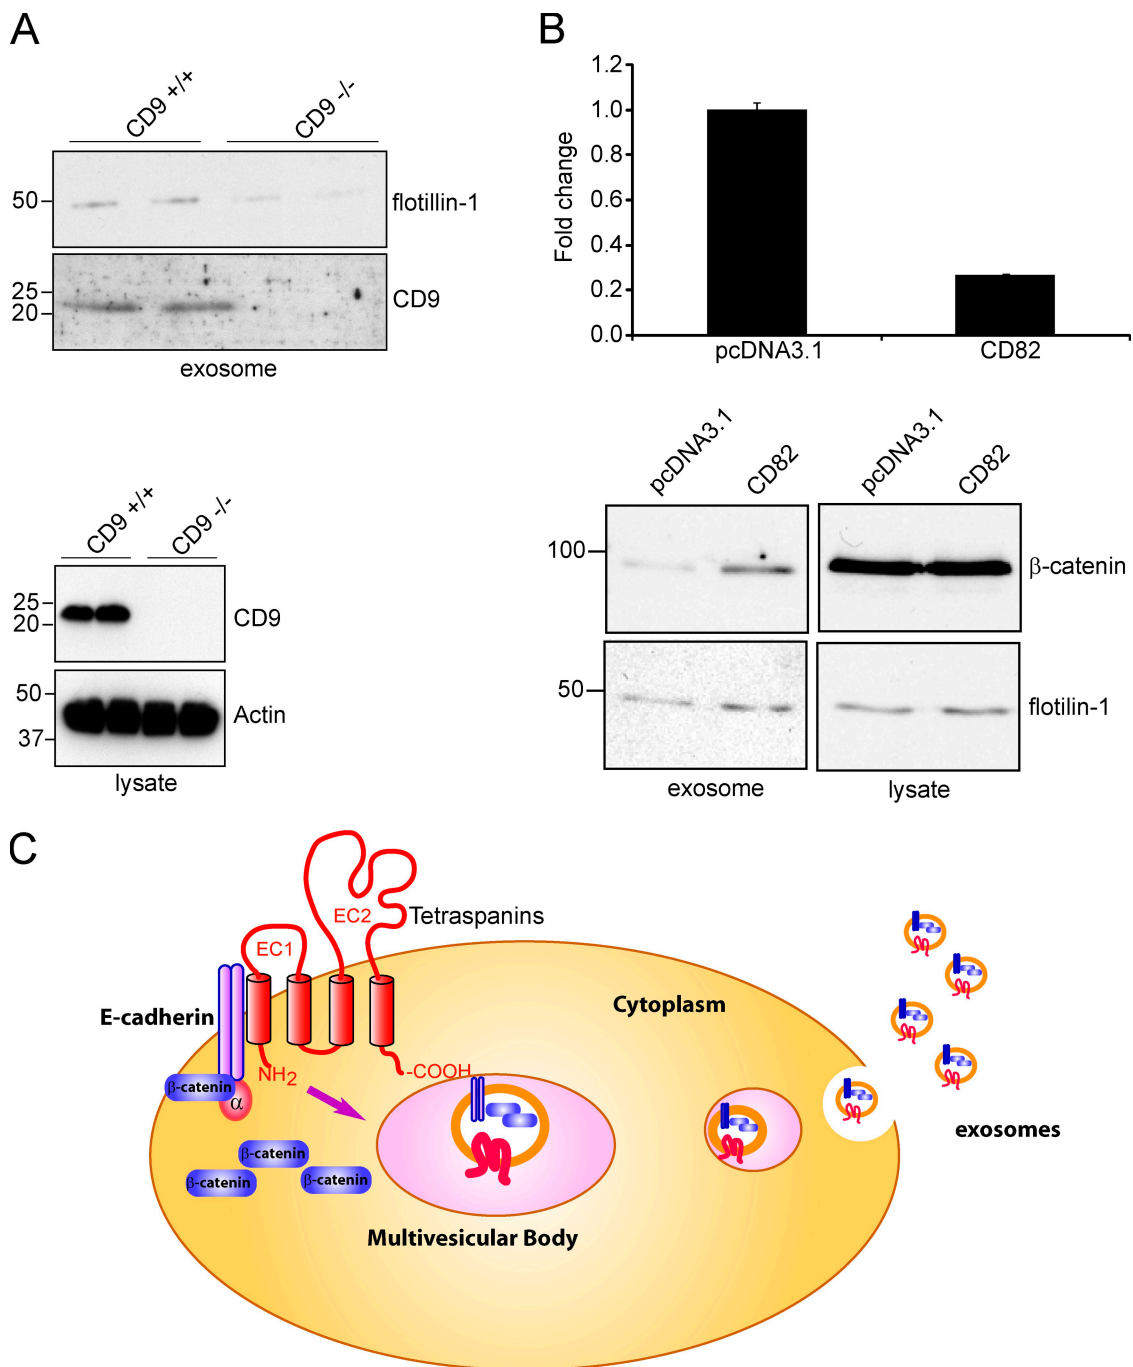 A
CD9 +/+
CD9 -/-
50
flotillin-1
25
20
CD9
exosome
CD9 +/+
CD9 -/-
25
20
CD9
50
37
Actin
lysate
B
1.2
1.0
0.8
0.6
0.4
0.2
0.0
Fold change
pcDNA3.1
CD82
pcDNA3.1
CD82
pcDNA3.1
CD82
100
β-catenin
50
flotilin-1
exosome
lysate
C
EC1
EC2
Tetraspanins
E-cadherin
Cytoplasm
NH2
-COOH
β-catenin
α
β-catenin
β-catenin
β-catenin
exosomes
Multivesicular Body